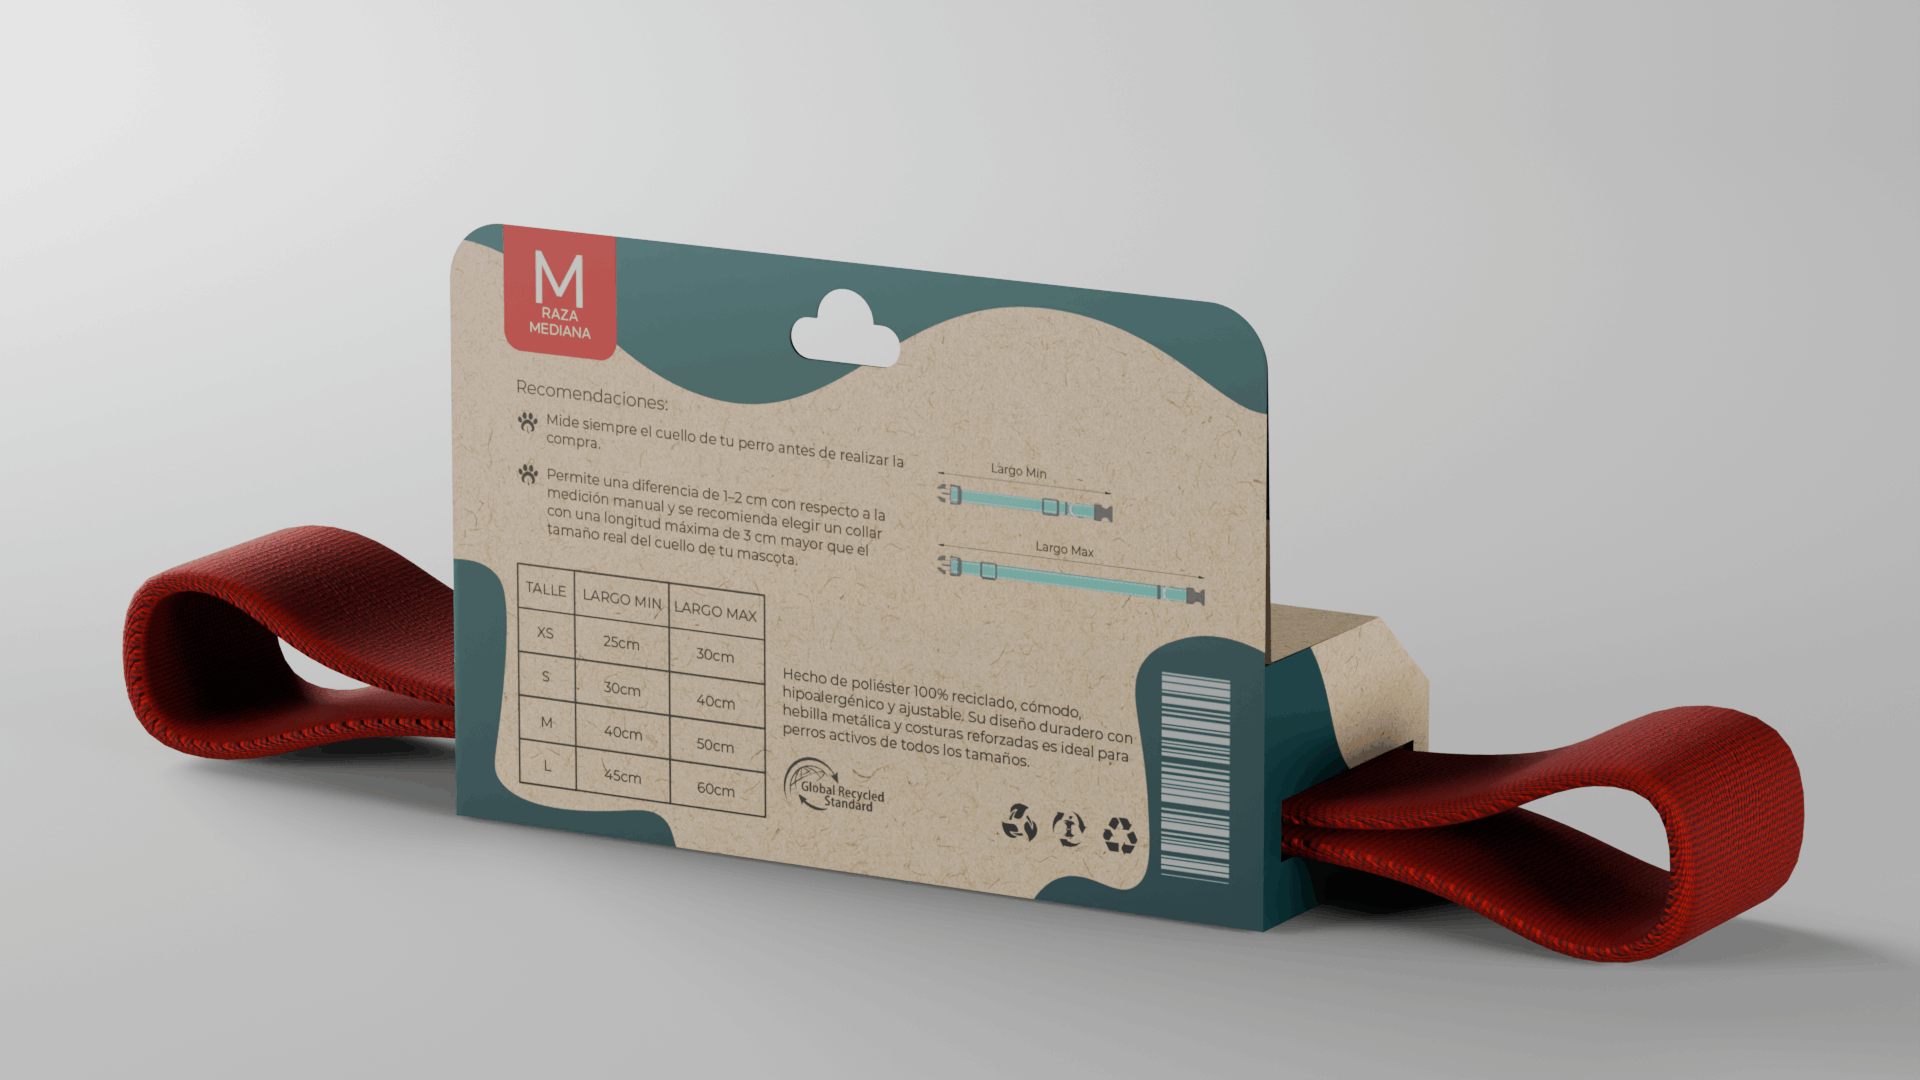 M
RAZA
MEDIANA
Recomendaciones:
Mide siempre el cuello de tu perro antes de realizar la
compra.
Permite una diferencia de 1–2 cm con respecto a la
medición manual y se recomienda elegir un collar
con una longitud máxima de 3 cm mayor que el
tamaño real del cuello de tu mascota.
Largo Min
Largo Max
TALLE LARGO MIN LARGO MAX
XS 25cm 30cm
S 30cm 40cm
M 40cm 50cm
L 45cm 60cm
Hecho de poliéster 100% reciclado, cómodo,
hipoalergénico y ajustable. Su diseño duradero con
hebilla metálica y costuras reforzadas es ideal para
perros activos de todos los tamaños.
Global Recycled
Standard